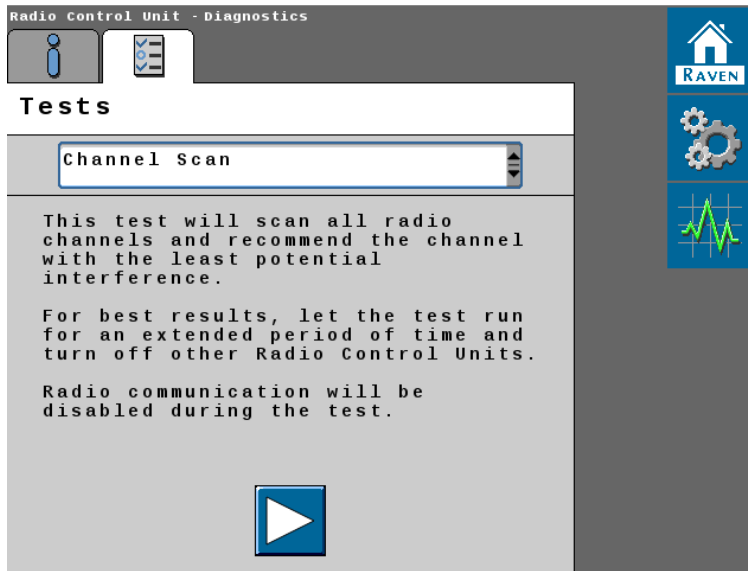 Radio Control Unit - Diagnostics
RAVEN
Tests
Channel Scan
This test will scan all radio
channels and recommend the channel
with the least potential
interference.
For best results, let the test run
for an extended period of time and
turn off other Radio Control Units.
Radio communication will be
disabled during the test.